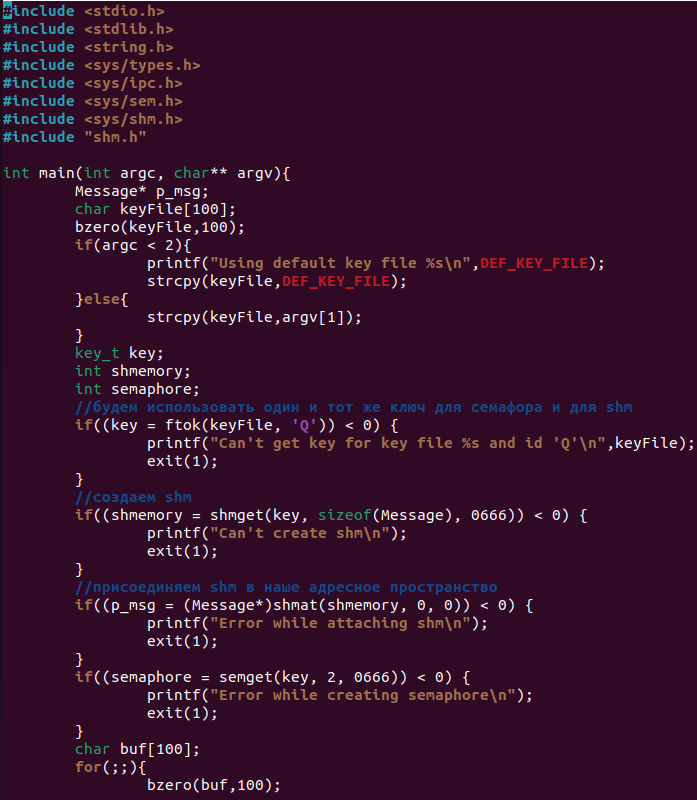 #include <stdio.h>
#include <stdlib.h>
#include <string.h>
#include <sys/types.h>
#include <sys/ipc.h>
#include <sys/sem.h>
#include <sys/shm.h>
#include "shm.h"

int main(int argc, char** argv){
        Message* p_msg;
        char keyFile[100];
        bzero(keyFile,100);
        if(argc < 2){
                printf("Using default key file %s\n",DEF_KEY_FILE);
                strcpy(keyFile,DEF_KEY_FILE);
        }else{
                strcpy(keyFile,argv[1]);
        }
        key_t key;
        int shmemory;
        int semaphore;
        //будем использовать один и тот же ключ для семафора и для shm
        if((key = ftok(keyFile, 'Q')) < 0) {
                printf("Can't get key for key file %s and id 'Q'\n",keyFile);
                exit(1);
        }
        //создаем shm
        if((shmemory = shmget(key, sizeof(Message), 0666)) < 0) {
                printf("Can't create shm\n");
                exit(1);
        }
        //присоединяем shm в наше адресное пространство
        if((p_msg = (Message*)shmat(shmemory, 0, 0)) < 0) {
                printf("Error while attaching shm\n");
                exit(1);
        }
        if((semaphore = semget(key, 2, 0666)) < 0) {
                printf("Error while creating semaphore\n");
                exit(1);
        }
        char buf[100];
        for(;;){
                bzero(buf,100);